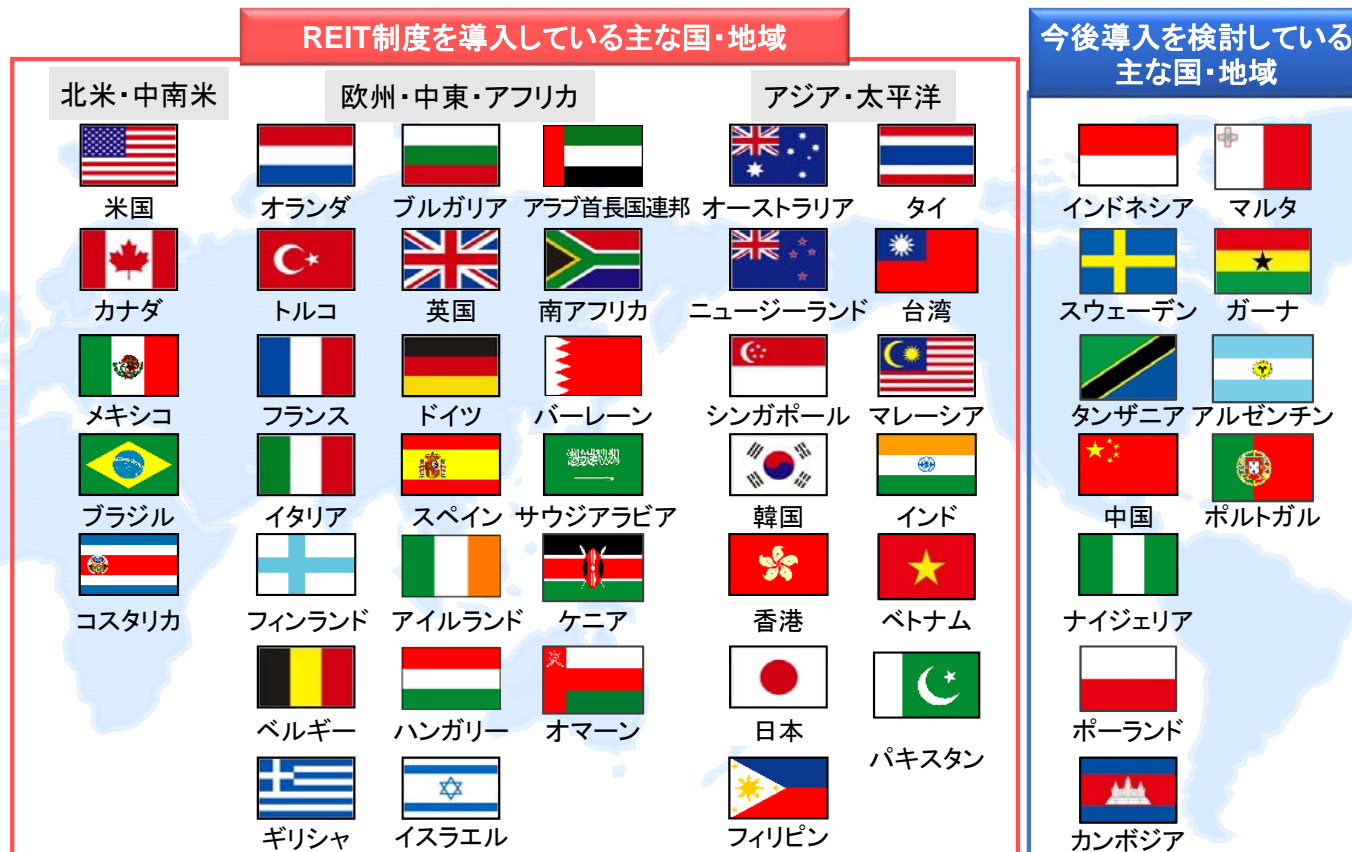 REIT制度を導入している主な国・地域
今後導入を検討している
主な国・地域
北米・中南米
欧州・中東・アフリカ
アジア・太平洋
米国
オランダ
ブルガリア
アラブ首長国連邦
オーストラリア
タイ
インドネシア
マルタ
カナダ
トルコ
英国
南アフリカ
ニュージーランド
台湾
スウェーデン
ガーナ
メキシコ
フランス
ドイツ
バーレーン
シンガポール
マレーシア
タンザニア
アルゼンチン
ブラジル
イタリア
スペイン
サウジアラビア
韓国
インド
中国
ポルトガル
コスタリカ
フィンランド
アイルランド
ケニア
香港
ベトナム
ナイジェリア
ベルギー
ハンガリー
オマーン
日本
パキスタン
ポーランド
ギリシャ
イスラエル
フィリピン
カンボジア